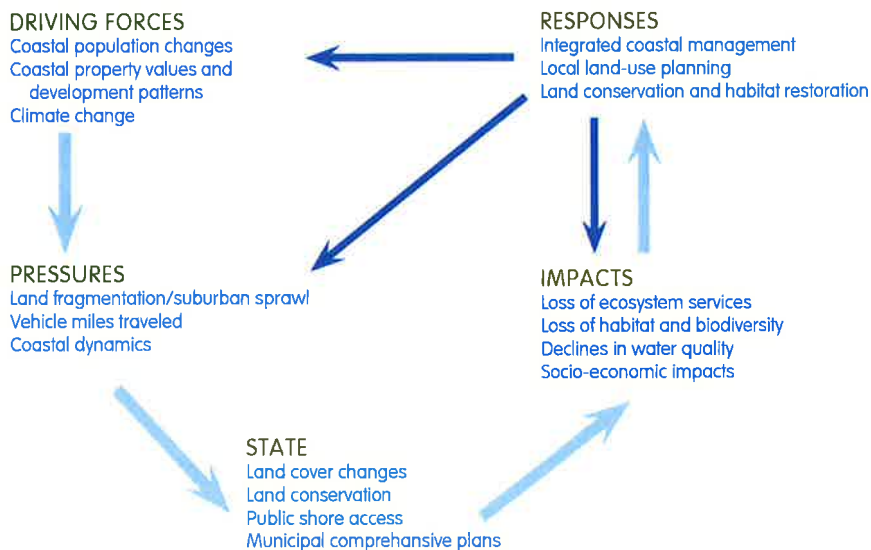 DRIVING FORCES
Coastal population changes
Coastal property values and
development patterns
Climate change
RESPONSES
Integrated coastal management
Local land-use planning
Land conservation and habitat restoration
PRESSURES
Land fragmentation/suburban sprawl
Vehicle miles traveled
Coastal dynamics
IMPACTS
Loss of ecosystem services
Loss of habitat and biodiversity
Declines in water quality
Socio-economic impacts
STATE
Land cover changes
Land conservation
Public shore access
Municipal comprehansive plans